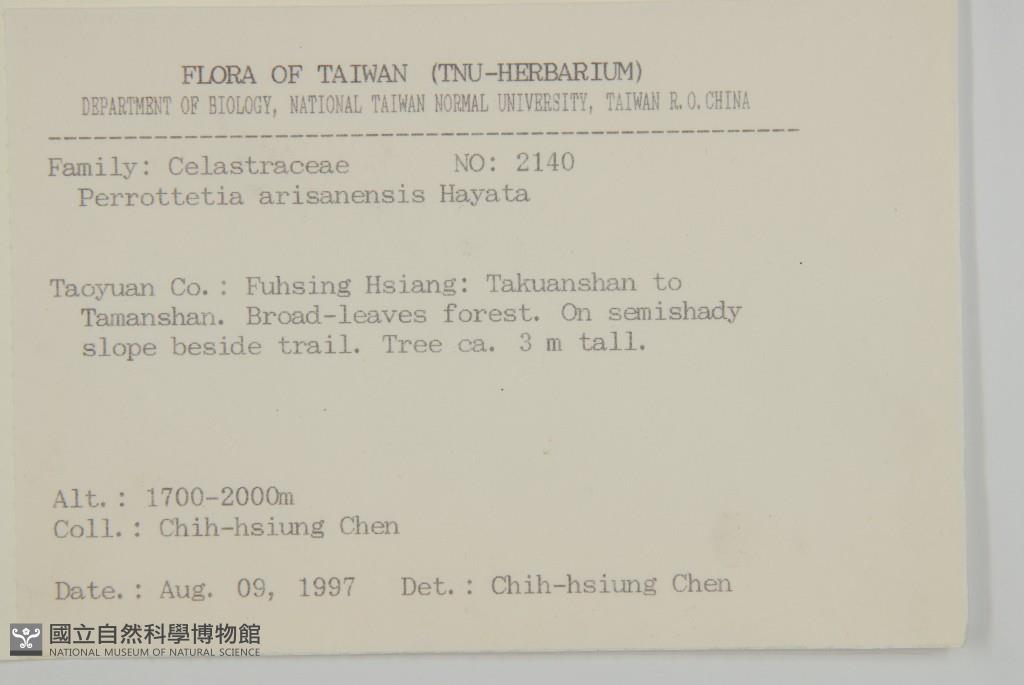 FLORA OF TAIWAN (TNU-HERBARIUM)
DEPARTMENT OF BIOLOGY, NATIONAL TAIWAN NORMAL UNIVERSITY, TAIWAN R.O.CHINA
Family: Celastraceae NO: 2140
Perrottetia arisanensis Hayata
Taoyuan Co.: Fuhsing Hsiang: Takuanshan to
Tamanshan. Broad-leaves forest. On semishady
slope beside trail. Tree ca. 3 m tall.
Alt.: 1700-2000m
Coll.: Chih-hsiung Chen
Date.: Aug. 09, 1997 Det.: Chih-hsiung Chen
國立自然科學博物館
NATIONAL MUSEUM OF NATURAL SCIENCE